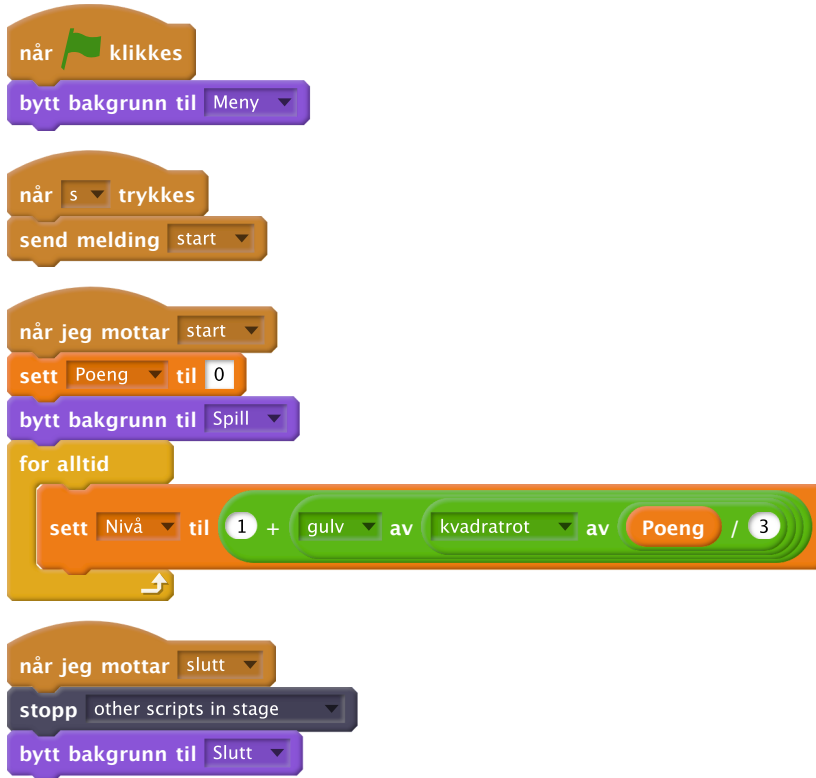 når klikkes
bytt bakgrunn til Meny
når s trykkes
send melding start
når jeg mottar start
sett Poeng til 0
bytt bakgrunn til Spill
for alltid
sett Nivå til 1 + gulv av kvadratrot av Poeng / 3
når jeg mottar slutt
stopp other scripts in stage
bytt bakgrunn til Slutt